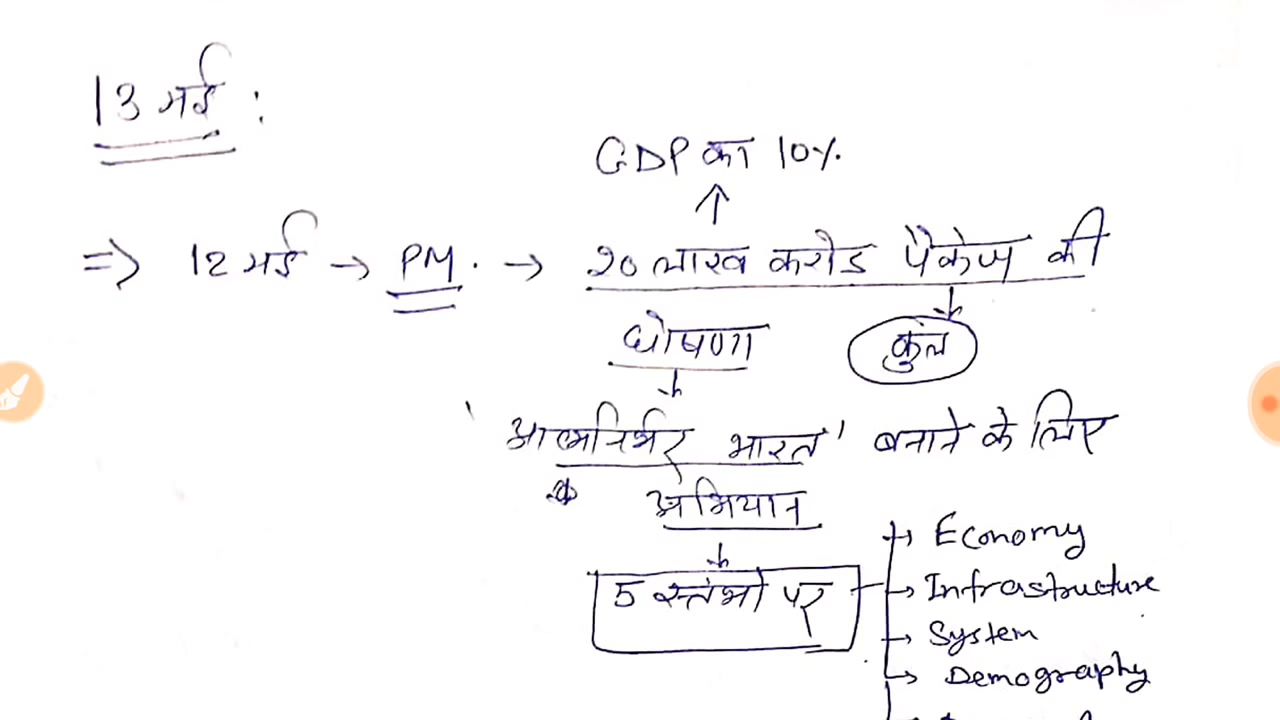 13 मई :
GDP का 10%
=> 12 मई → PM. → 20 लाख करोड पैकेज की
घोषणा
कुल
'आत्मनिर्भर भारत' बनाने के लिए
अभियान
5 स्तंभो पर
Economy
Infrastructure
System
Demography